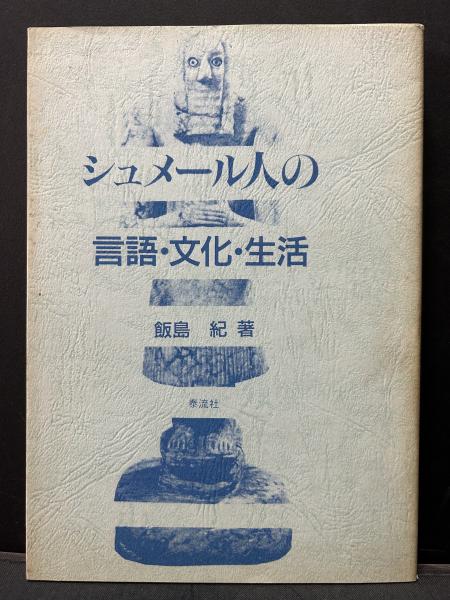 シュメール人の
言語・文化・生活
飯島 紀 著
泰流社